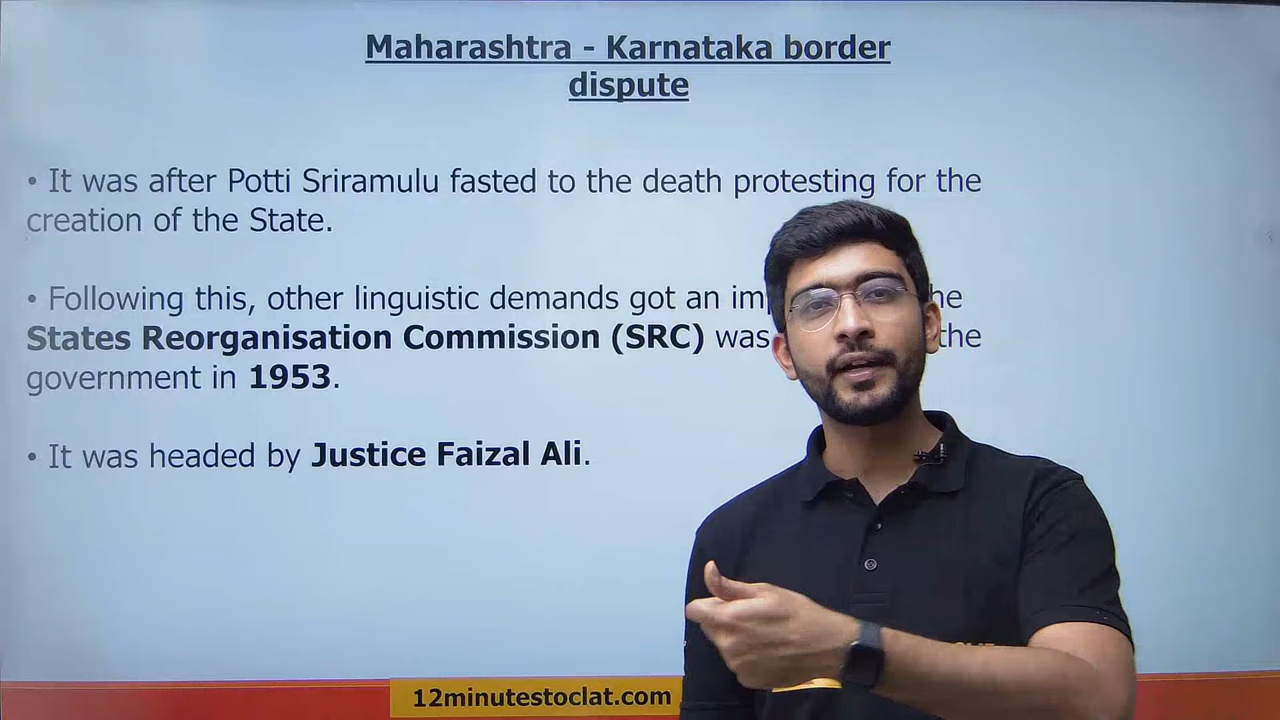 Maharashtra - Karnataka border
dispute
• It was after Potti Sriramulu fasted to the death protesting for the
creation of the State.
• Following this, other linguistic demands got an
States Reorganisation Commission (SRC) was the
government in 1953.
• It was headed by Justice Faizal Ali.
12minutestoclat.com